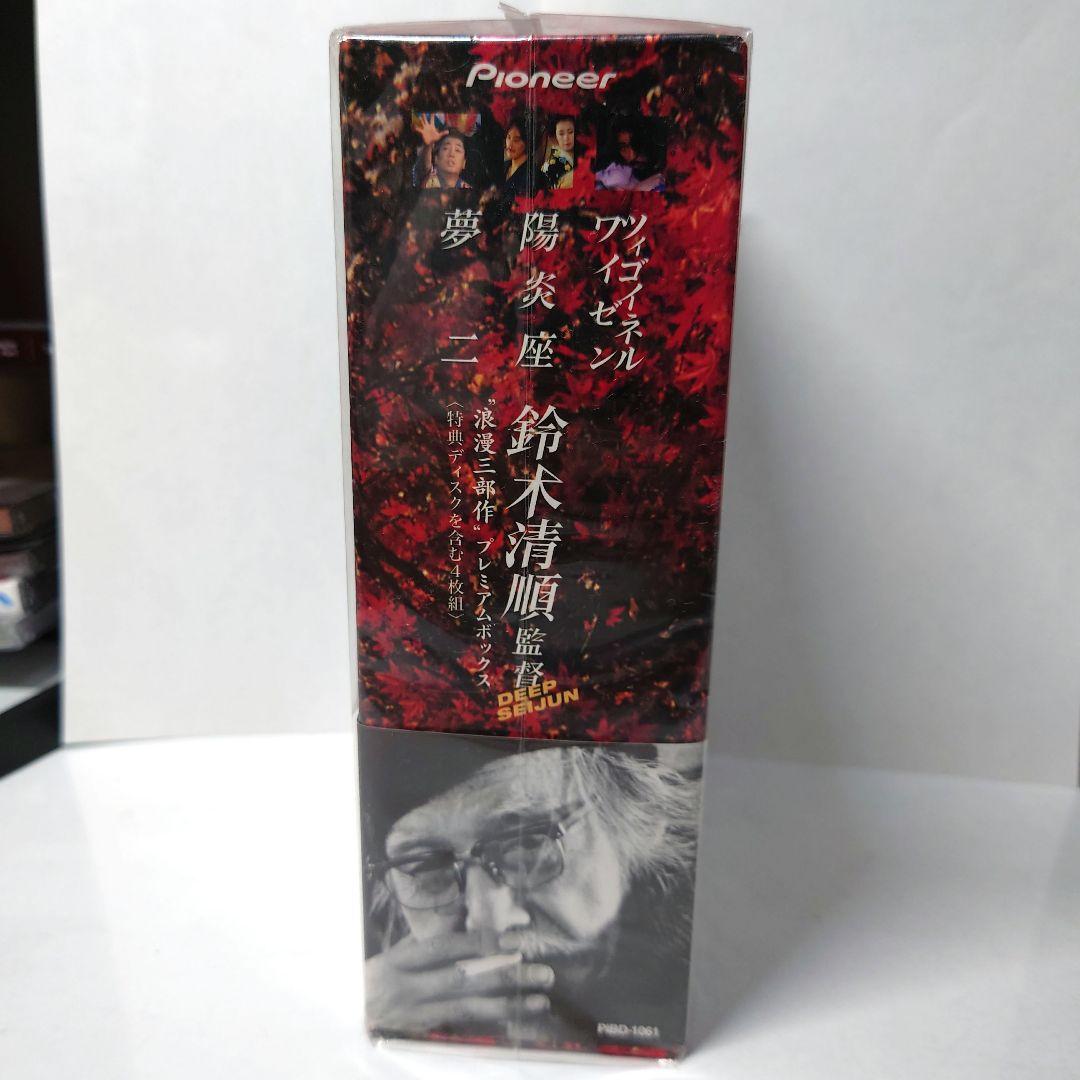 Pioneer
ツィゴイネル
ワイゼン
陽炎座
夢二
鈴木清順監督
"浪漫三部作"プレミアムボックス
〈特典ディスクを含む4枚組〉
DEEP
SEIJUN
PIBD-1061